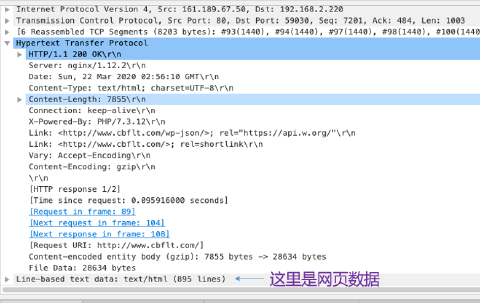 Internet Protocol Version 4, Src: 161.189.67.50, Dst: 192.168.2.220
Transmission Control Protocol, Src Port: 80, Dst Port: 59030, Seq: 7201, Ack: 484, Len: 1003
[6 Reassembled TCP Segments (8203 bytes): #93(1440), #94(1440), #97(1440), #98(1440), #100(1440
Hypertext Transfer Protocol
HTTP/1.1 200 OK\r\n
Server: nginx/1.12.2\r\n
Date: Sun, 22 Mar 2020 02:56:10 GMT\r\n
Content-Type: text/html; charset=UTF-8\r\n
Content-Length: 7855\r\n
Connection: keep-alive\r\n
X-Powered-By: PHP/7.3.12\r\n
Link: <http://www.cbflt.com/wp-json/>; rel="https://api.w.org/"\r\n
Link: <http://www.cbflt.com/>; rel=shortlink\r\n
Vary: Accept-Encoding\r\n
Content-Encoding: gzip\r\n
\r\n
[HTTP response 1/2]
[Time since request: 0.095916000 seconds]
[Request in frame: 89]
[Next request in frame: 104]
[Next response in frame: 108]
[Request URI: http://www.cbflt.com/]
Content-encoded entity body (gzip): 7855 bytes -> 28634 bytes
File Data: 28634 bytes
Line-based text data: text/html (895 lines) 这里是网页数据